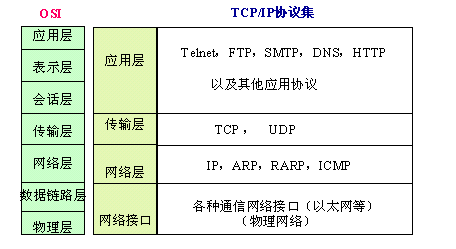 OSI
TCP/IP协议集
应用层
表示层
会话层
传输层
网络层
数据链路层
物理层
应用层
Telnet, FTP, SMTP, DNS, HTTP
以及其他应用协议
传输层
TCP, UDP
网络层
IP, ARP, RARP, ICMP
网络接口
各种通信网络接口（以太网等）
（物理网络）